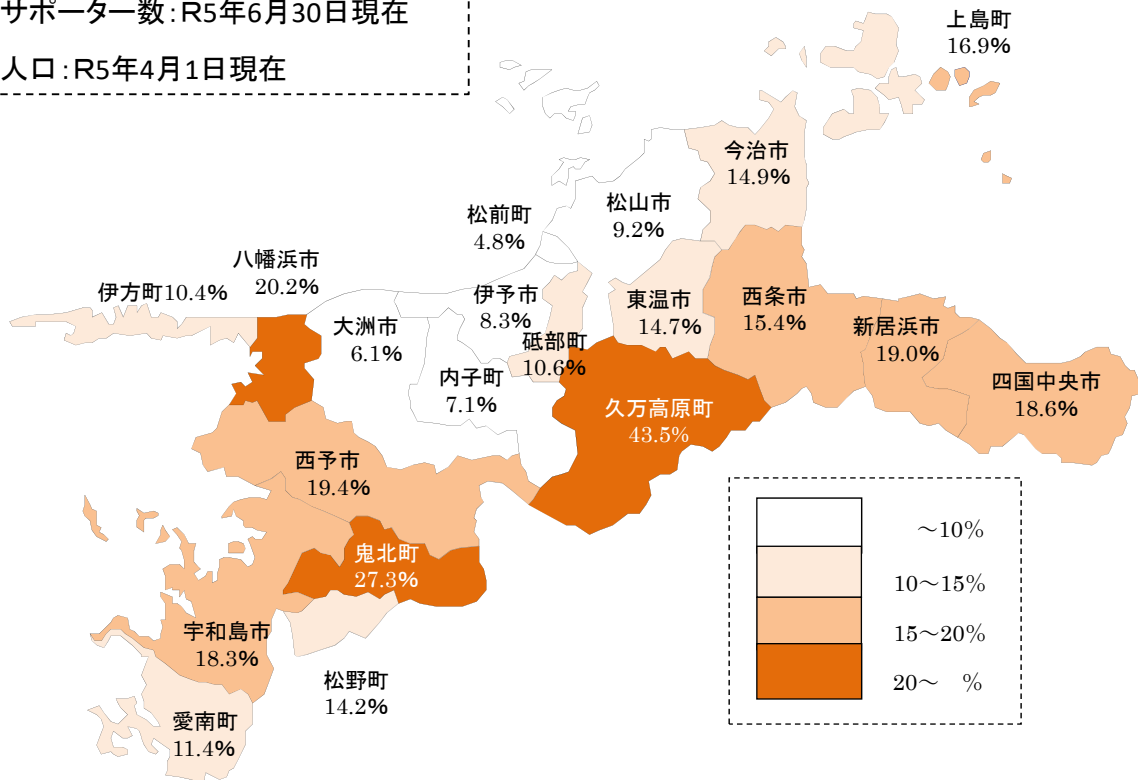 サポーター数:R5年6月30日現在
人口:R5年4月1日現在
上島町
16.9%
今治市
14.9%
松山市
9.2%
松前町
4.8%
八幡浜市
20.2%
伊方町10.4%
伊予市
8.3%
東温市
14.7%
西条市
15.4%
大洲市
6.1%
砥部町
10.6%
新居浜市
19.0%
内子町
7.1%
四国中央市
18.6%
久万高原町
43.5%
西予市
19.4%
鬼北町
27.3%
宇和島市
18.3%
松野町
14.2%
愛南町
11.4%
~10%
10~15%
15~20%
20~ %